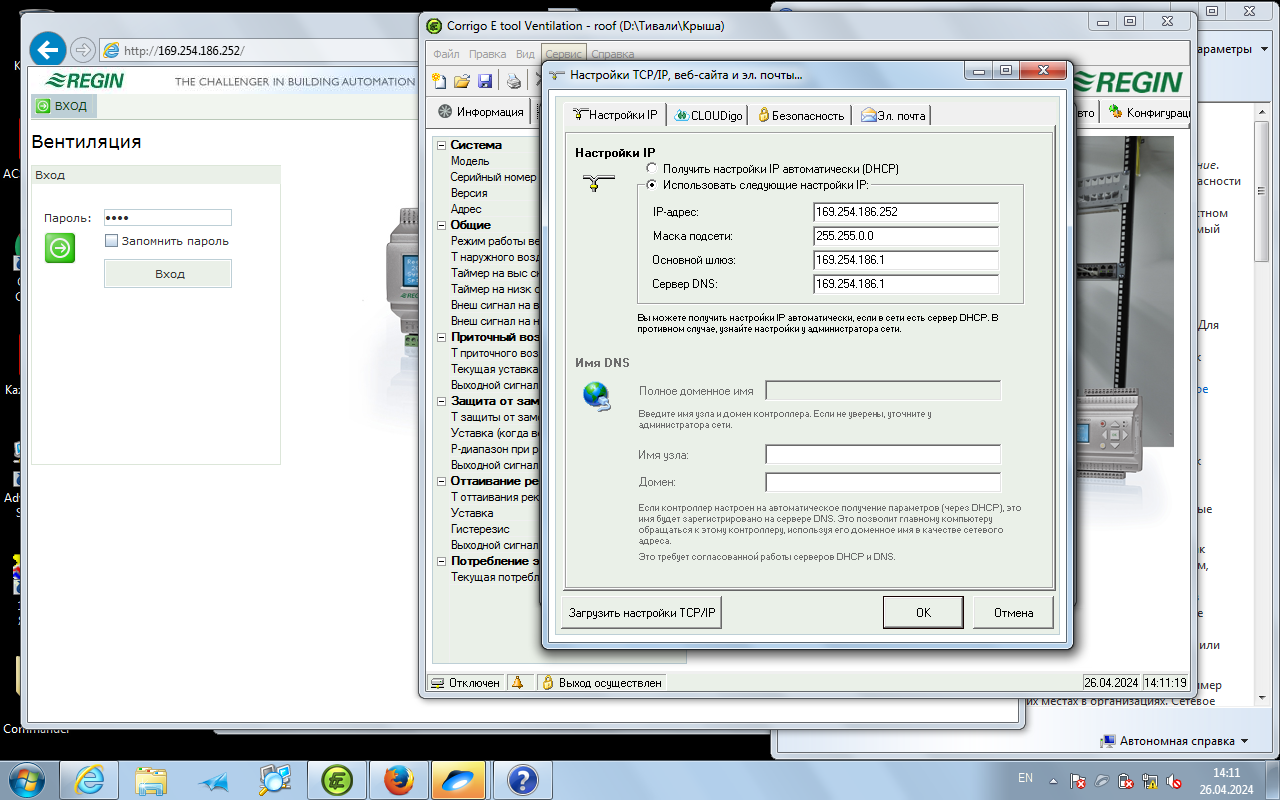 http://169.254.186.252/
REGIN
THE CHALLENGER IN BUILDING AUTOMATION
ВХОД
Вентиляция
Вход
Пароль:
••••
Запомнить пароль
Вход
Corrigo E tool Ventilation - roof (D:\Тивали\Крыша)
Файл Правка Вид Сервис Справка
REGIN
Информация
Конфигурац
Система
Модель
Серийный номер
Версия
Адрес
Общие
Режим работы ве
Т наружного возд
Таймер на выс ск
Таймер на низк с
Внеш сигнал на в
Внеш сигнал на н
Приточный воз
Т приточного воз
Текущая уставка
Выходной сигнал
Защита от зам
Т защиты от заме
Уставка (когда ве
Р-диапазон при р
Выходной сигнал
Оттаивание ре
Т оттаивания рек
Уставка
Гистерезис
Выходной сигнал
Потребление э
Текущая потребл
Отключен
Выход осуществлен
26.04.2024 14:11:19
Настройки TCP/IP, веб-сайта и эл. почты...
Настройки IP CLOUDigo Безопасность Эл. почта
Настройки IP
Получить настройки IP автоматически (DHCP)
Использовать следующие настройки IP:
IP-адрес: 169.254.186.252
Маска подсети: 255.255.0.0
Основной шлюз: 169.254.186.1
Сервер DNS: 169.254.186.1
Вы можете получить настройки IP автоматически, если в сети есть сервер DHCP. В
противном случае, узнайте настройки у администратора сети.
Имя DNS
Полное доменное имя
Введите имя узла и домен контроллера. Если не уверены, уточните у
администратора сети.
Имя узла:
Домен:
Если контроллер настроен на автоматическое получение параметров (через DHCP), это
имя будет зарегистрировано на сервере DNS. Это позволит главному компьютеру
обращаться к этому контроллеру, используя его доменное имя в качестве сетевого
адреса.
Это требует согласованной работы серверов DHCP и DNS.
Загрузить настройки TCP/IP
OK
Отмена
араметры
Для
или
их местах в организациях. Сетевое
Автономная справка
Commander
EN
14:11
26.04.2024